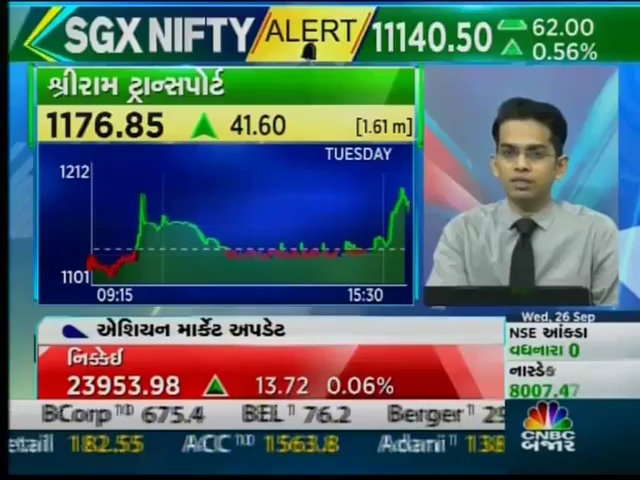 SGX NIFTY ALERT 11140.50 62.00 0.56%
શ્રીરામ ટ્રાન્સપોર્ટ
1176.85 41.60 [1.61 m]
TUESDAY
1212
1101
09:15 15:30
Wed, 26 Sep
એશિયન માર્કેટ અપડેટ
NSE આંકડા
વધનારા 0
નિક્કેઈ
23953.98 13.72 0.06%
નાસ્ડેક
8007.47
BCorp 675.4 BEL 76.2 Berger
etail 182.55 ACC 1563.8 Adani
CNBC
બજાર